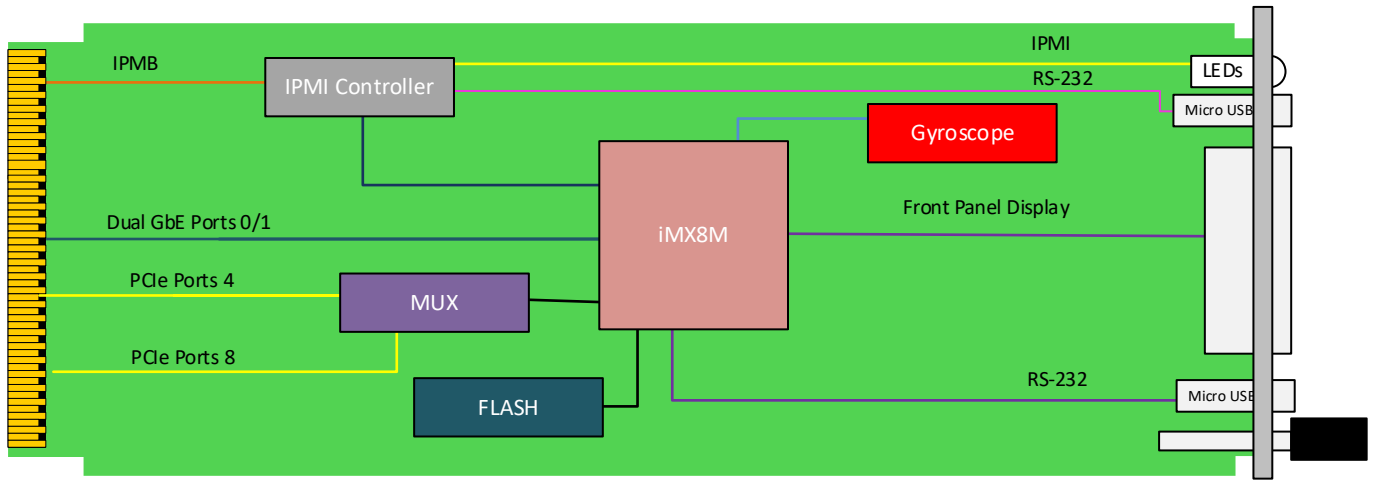 IPMB
IPMI Controller
IPMI
LEDs
RS-232
Micro USB
Gyroscope
Dual GbE Ports 0/1
iMX8M
Front Panel Display
PCIe Ports 4
MUX
PCIe Ports 8
FLASH
RS-232
Micro USB